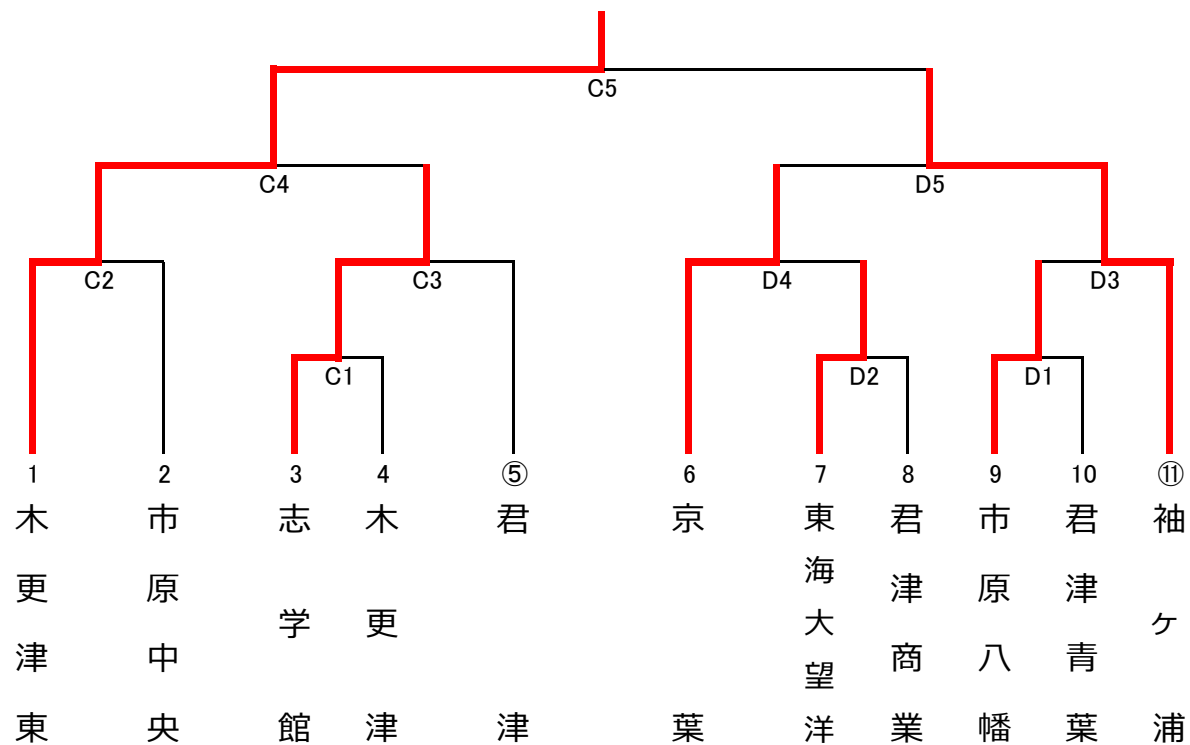 C5
C4
D5
C2
C3
D4
D3
C1
D2
D1
1
2
3
4
⑤
6
7
8
9
10
⑪
木更津東
市原中央
志学館
木更津
君津
京葉
東海大望洋
君津商業
市原八幡
君津青葉
袖ヶ浦